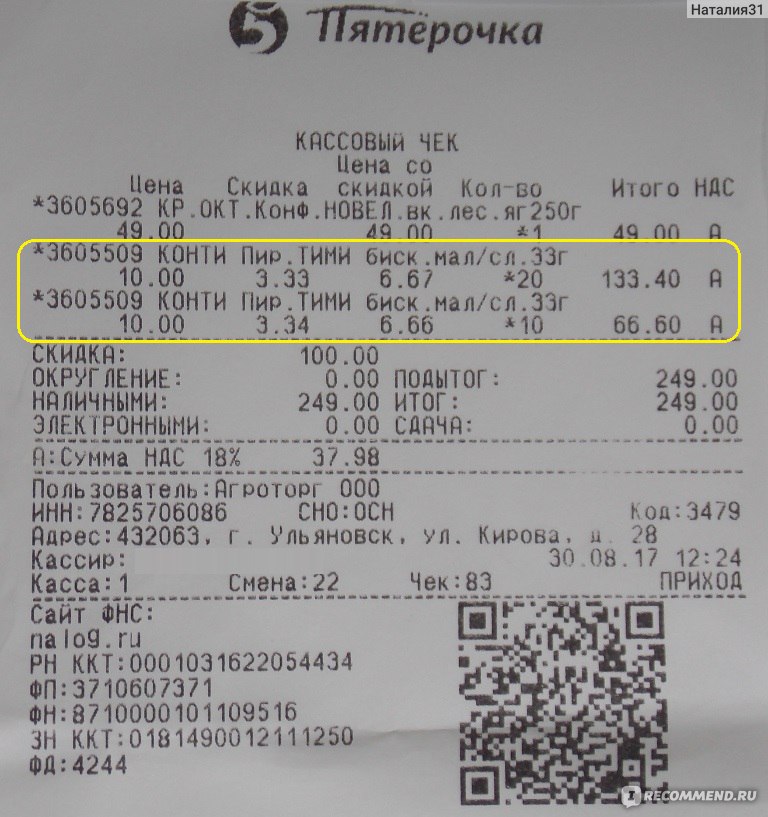 Наталия31
5 Пятёрочка
КАССОВЫЙ ЧЕК
Цена со
Цена Скидка скидкой Кол-во Итого НДС
*3605692 КР.ОКТ.Конф.НОВЕЛ.вк.лес.яг250г
49.00 49.00 *1 49.00 А
*3605509 КОНТИ Пир.ТИМИ биск.мал/сл.33г
10.00 3.33 6.67 *20 133.40 А
*3605509 КОНТИ Пир.ТИМИ биск.мал/сл.33г
10.00 3.34 6.66 *10 66.60 А
СКИДКА: 100.00
ОКРУГЛЕНИЕ: 0.00 ПОДЫТОГ: 249.00
НАЛИЧНЫМИ: 249.00 ИТОГ: 249.00
ЭЛЕКТРОННЫМИ: 0.00 СДАЧА: 0.00
А:Сумма НДС 18% 37.98
Пользователь:Агроторг ООО
ИНН:7825706086 СНО:ОСН Код:3479
Адрес:432063, г. Ульяновск, ул. Кирова, д. 28
Кассир: 30.08.17 12:24
Касса:1 Смена:22 Чек:83 ПРИХОД
Сайт ФНС:
nalog.ru
РН ККТ:0001031622054434
ФП:3710607371
ФН:8710000101109516
ЗН ККТ:0181490012111250
ФД:4244
I RECOMMEND.RU